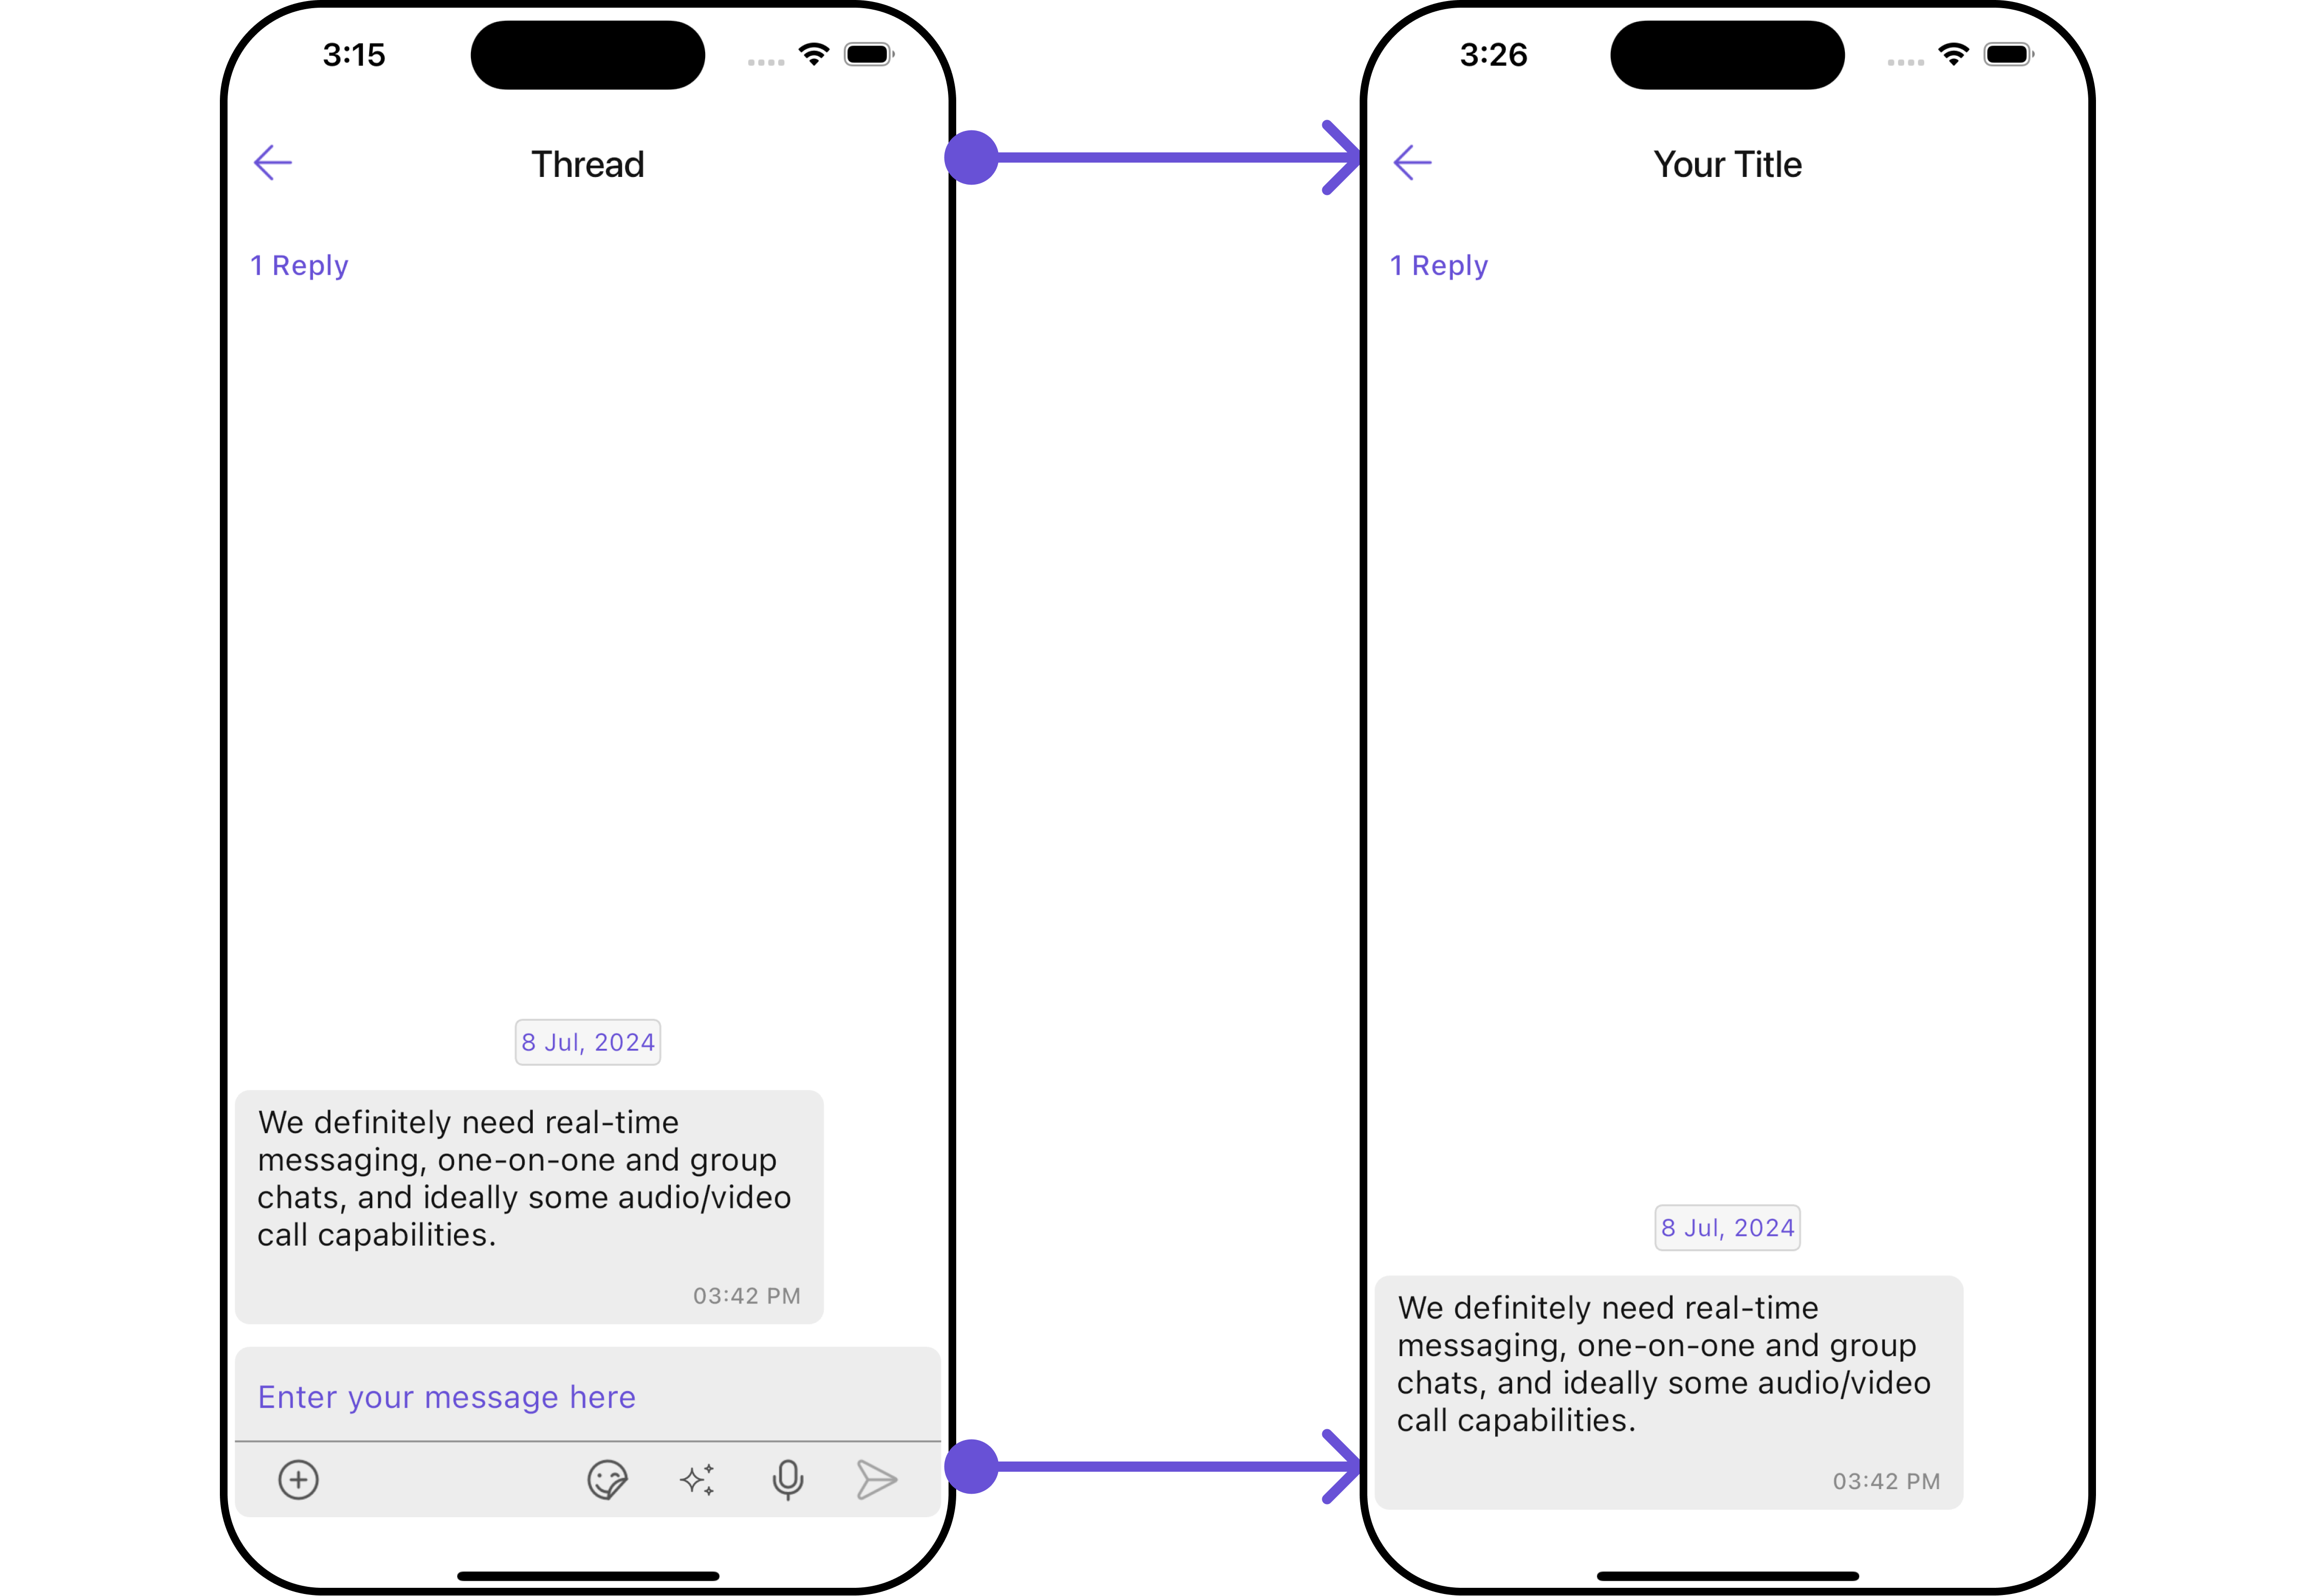 3:15
Thread
1 Reply
8 Jul, 2024
We definitely need real-time
messaging, one-on-one and group
chats, and ideally some audio/video
call capabilities.
03:42 PM
Enter your message here
3:26
Your Title
1 Reply
8 Jul, 2024
We definitely need real-time
messaging, one-on-one and group
chats, and ideally some audio/video
call capabilities.
03:42 PM